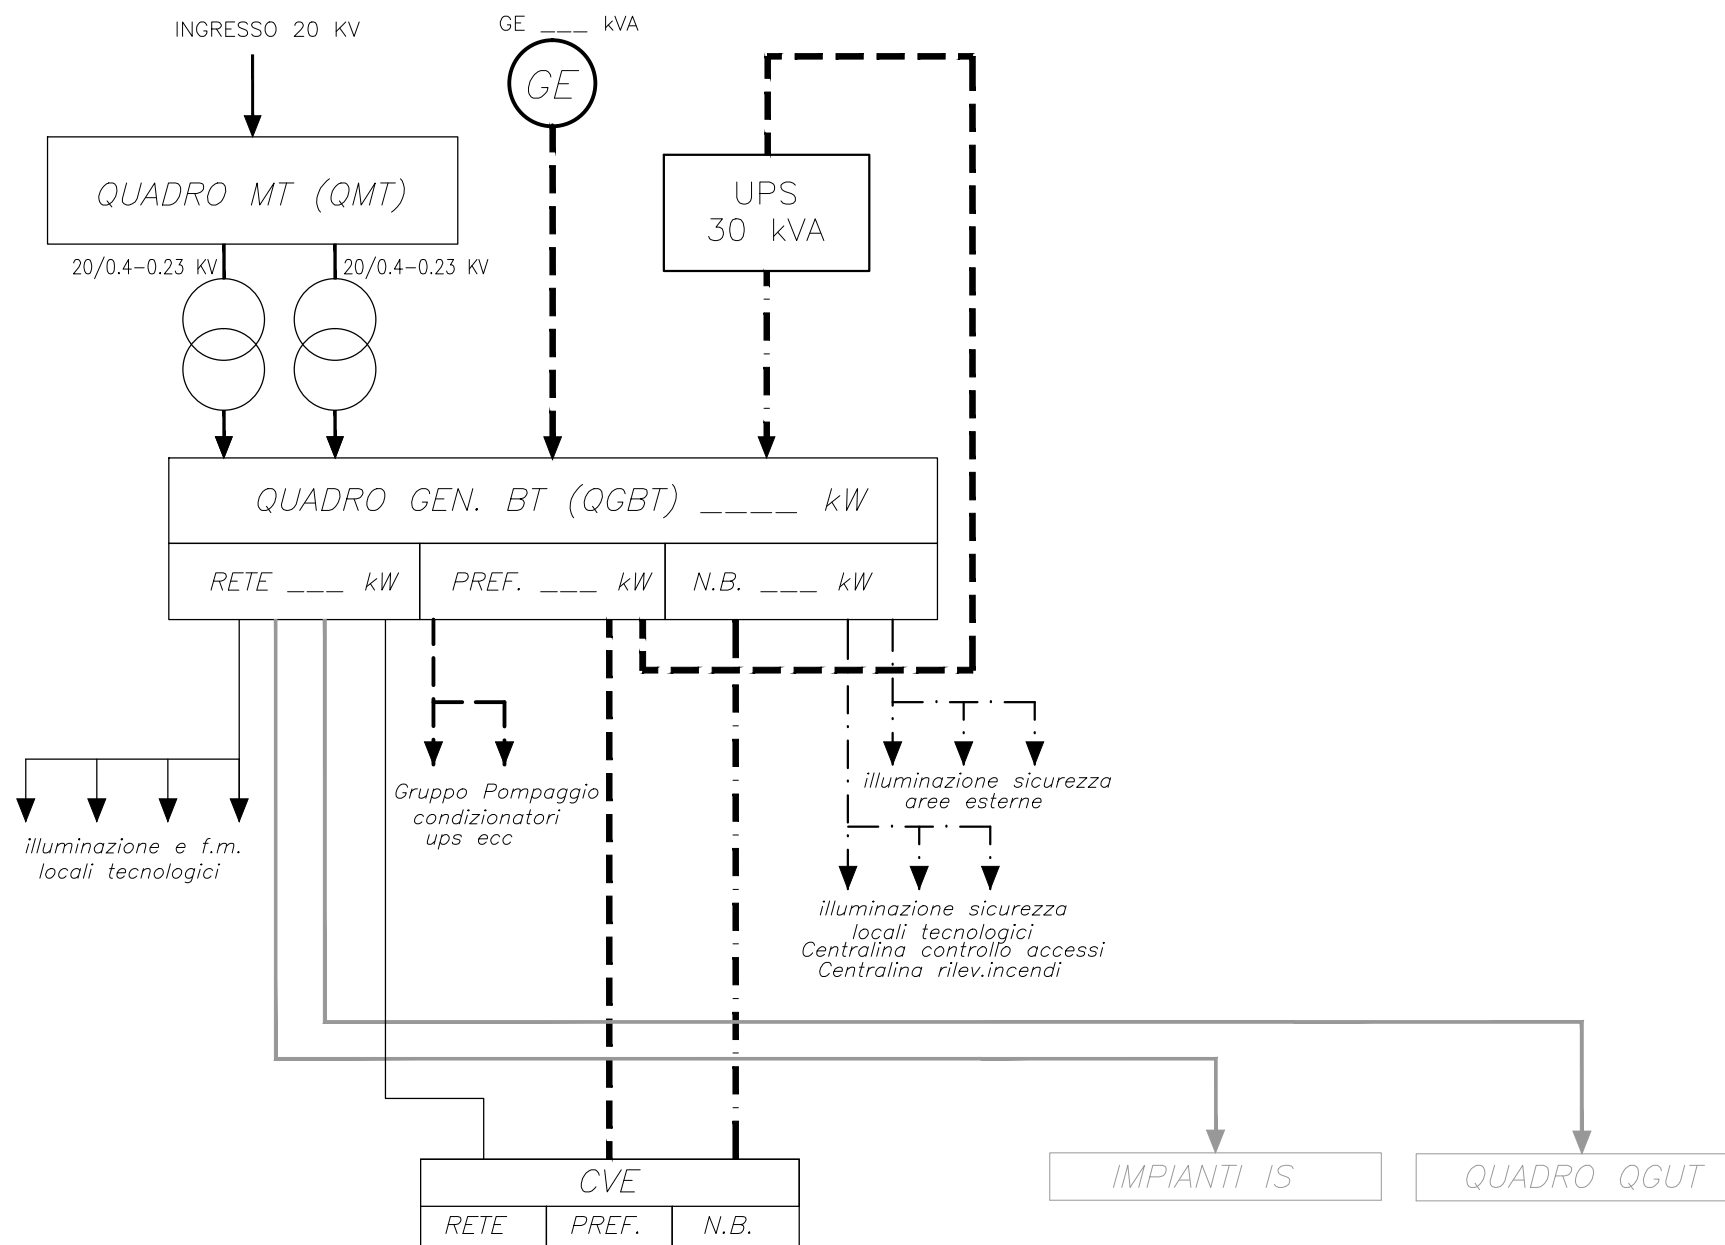 INGRESSO 20 KV
GE ___ kVA
GE
QUADRO MT (QMT)
UPS
30 kVA
20/0.4-0.23 KV
20/0.4-0.23 KV
QUADRO GEN. BT (QGBT) ____ kW
RETE ___ kW
PREF. ___ kW
N.B. ___ kW
illuminazione sicurezza
aree esterne
Gruppo Pompaggio
condizionatori
ups ecc
illuminazione e f.m.
locali tecnologici
illuminazione sicurezza
locali tecnologici
Centralina controllo accessi
Centralina rilev.incendi
CVE
RETE
PREF.
N.B.
IMPIANTI IS
QUADRO QGUT